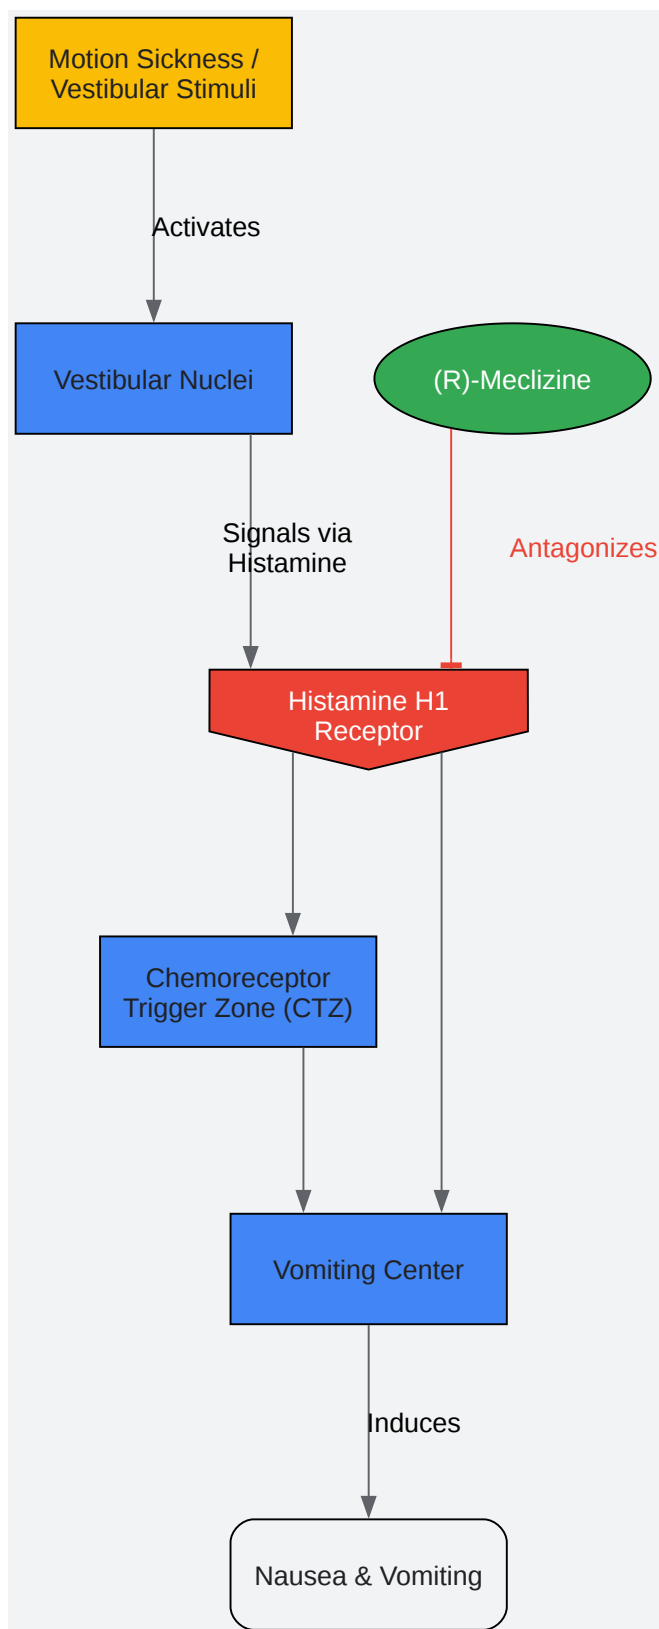 Motion Sickness /
Vestibular Stimuli
Activates
Vestibular Nuclei
(R)-Meclizine
Signals via
Histamine
Antagonizes
Histamine H1
Receptor
Chemoreceptor
Trigger Zone (CTZ)
Vomiting Center
Induces
Nausea & Vomiting